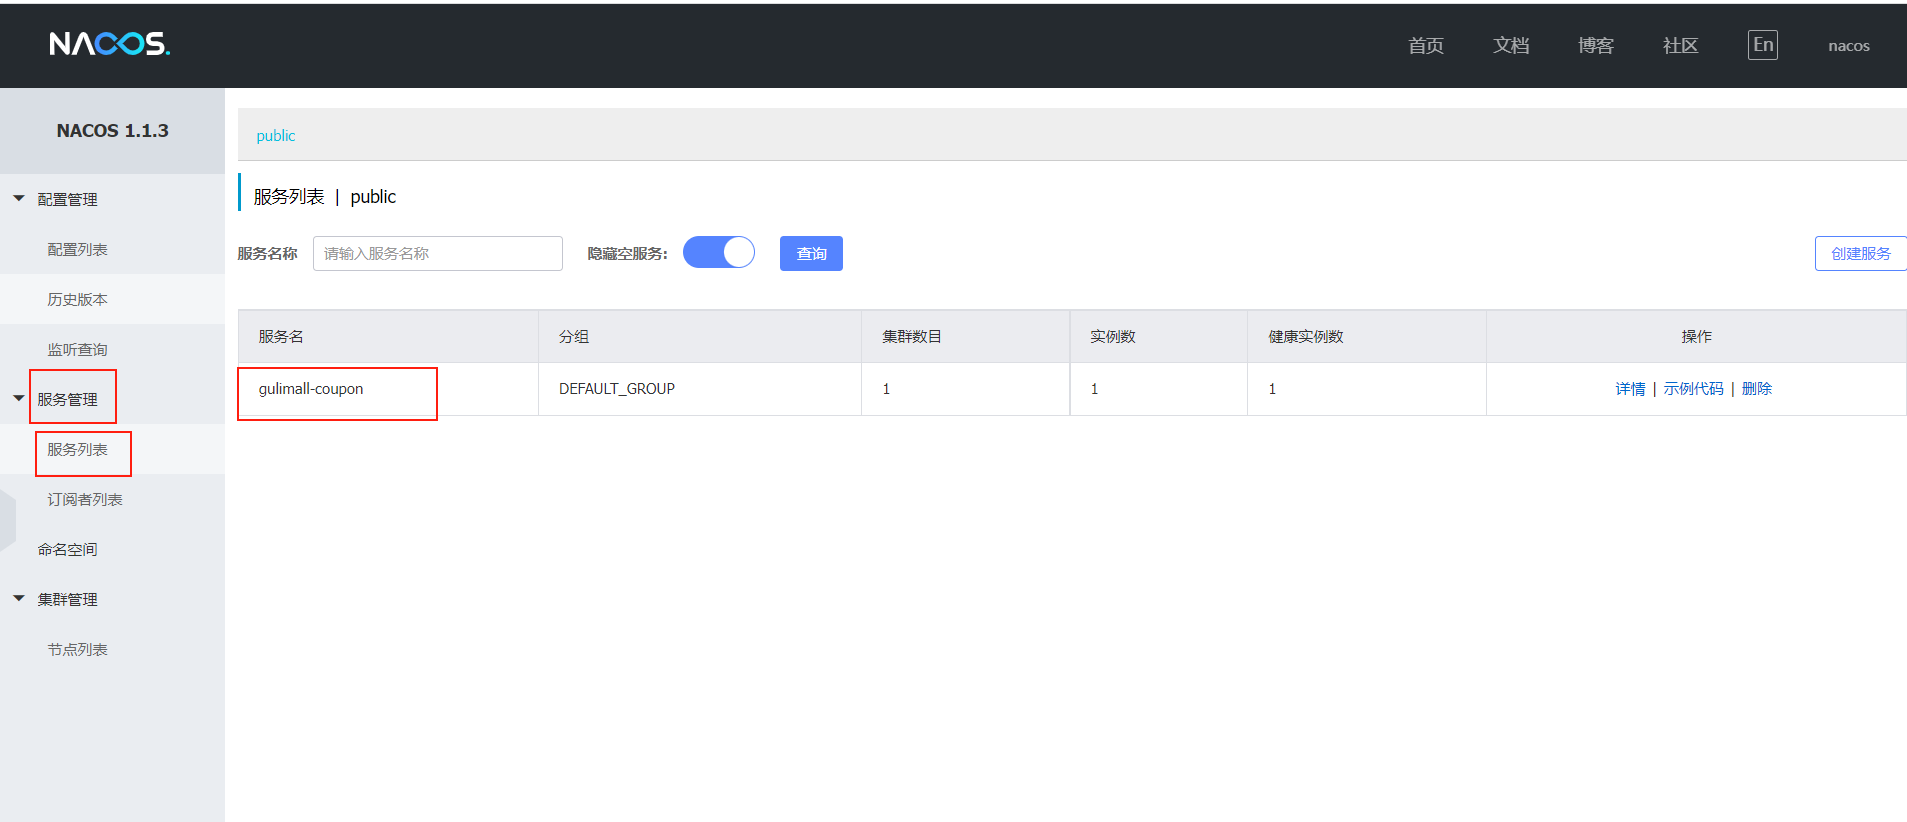 NACOS.
首页 文档 博客 社区 En nacos
NACOS 1.1.3
配置管理
配置列表
历史版本
监听查询
服务管理
服务列表
订阅者列表
命名空间
集群管理
节点列表
public
服务列表 | public
服务名称 请输入服务名称 隐藏空服务: 查询 创建服务
服务名 分组 集群数目 实例数 健康实例数 操作
gulimall-coupon DEFAULT_GROUP 1 1 1 详情 | 示例代码 | 删除